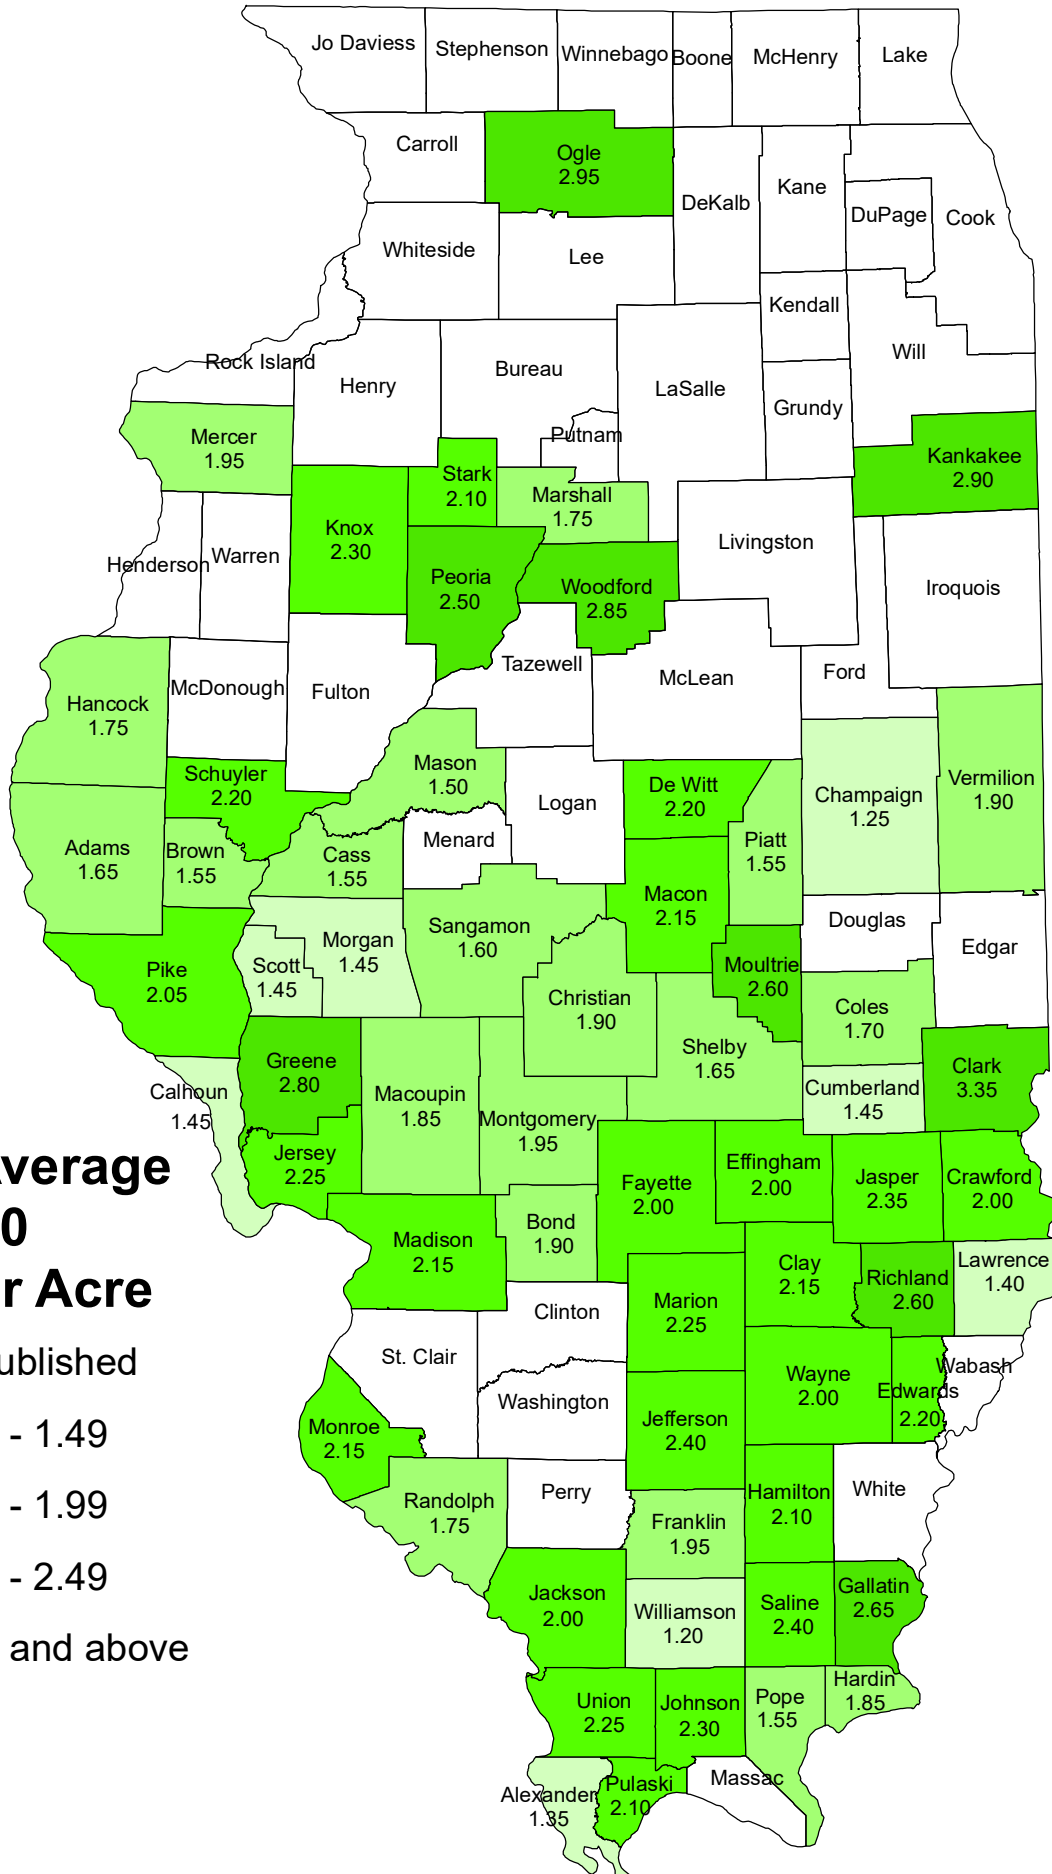 Jo Daviess
Stephenson
Winnebago
Boone
McHenry
Lake
Carroll
Ogle
2.95
DeKalb
Kane
DuPage
Cook
Whiteside
Lee
Kendall
Will
Rock Island
Henry
Bureau
LaSalle
Grundy
Putnam
Mercer
1.95
Kankakee
2.90
Stark
2.10
Marshall
1.75
Knox
2.30
Livingston
Henderson
Warren
Peoria
2.50
Woodford
2.85
Iroquois
Tazewell
McLean
Ford
Hancock
1.75
McDonough
Fulton
Mason
1.50
Schuyler
2.20
Logan
De Witt
2.20
Champaign
1.25
Vermilion
1.90
Adams
1.65
Brown
1.55
Cass
1.55
Menard
Piatt
1.55
Macon
2.15
Douglas
Edgar
Sangamon
1.60
Morgan
1.45
Scott
1.45
Pike
2.05
Moultrie
2.60
Christian
1.90
Coles
1.70
Shelby
1.65
Greene
2.80
Clark
3.35
Calhoun
1.45
Macoupin
1.85
Montgomery
1.95
Cumberland
1.45
Jersey
2.25
Fayette
2.00
Effingham
2.00
Jasper
2.35
Crawford
2.00
Madison
2.15
Bond
1.90
Clay
2.15
Richland
2.60
Lawrence
1.40
Marion
2.25
Clinton
St. Clair
Washington
Wayne
2.00
Edwards
2.20
Wabash
Monroe
2.15
Jefferson
2.40
Randolph
1.75
Perry
Hamilton
2.10
White
Franklin
1.95
Jackson
2.00
Williamson
1.20
Saline
2.40
Gallatin
2.65
Union
2.25
Johnson
2.30
Pope
1.55
Hardin
1.85
Alexander
1.35
Pulaski
2.10
Massac
verage
0
r Acre
ublished
- 1.49
- 1.99
- 2.49
and above